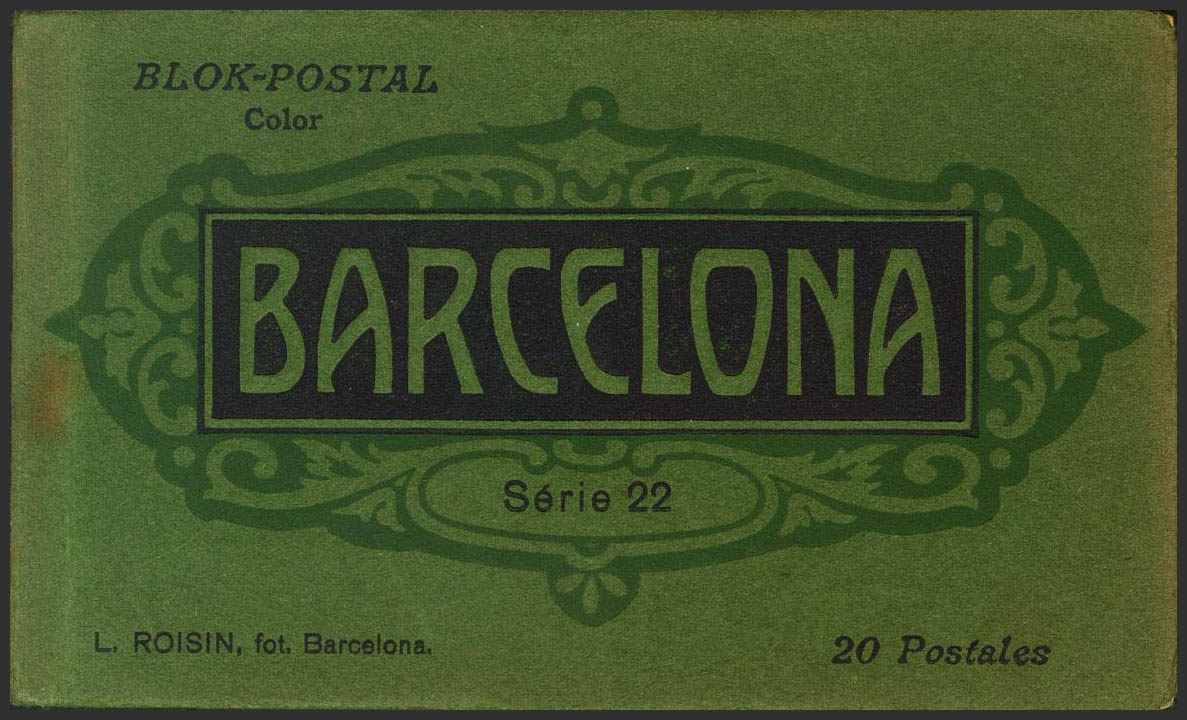 BLOK-POSTAL
Color
BARCELONA
Série 22
L. ROISIN, fot. Barcelona.
20 Postales